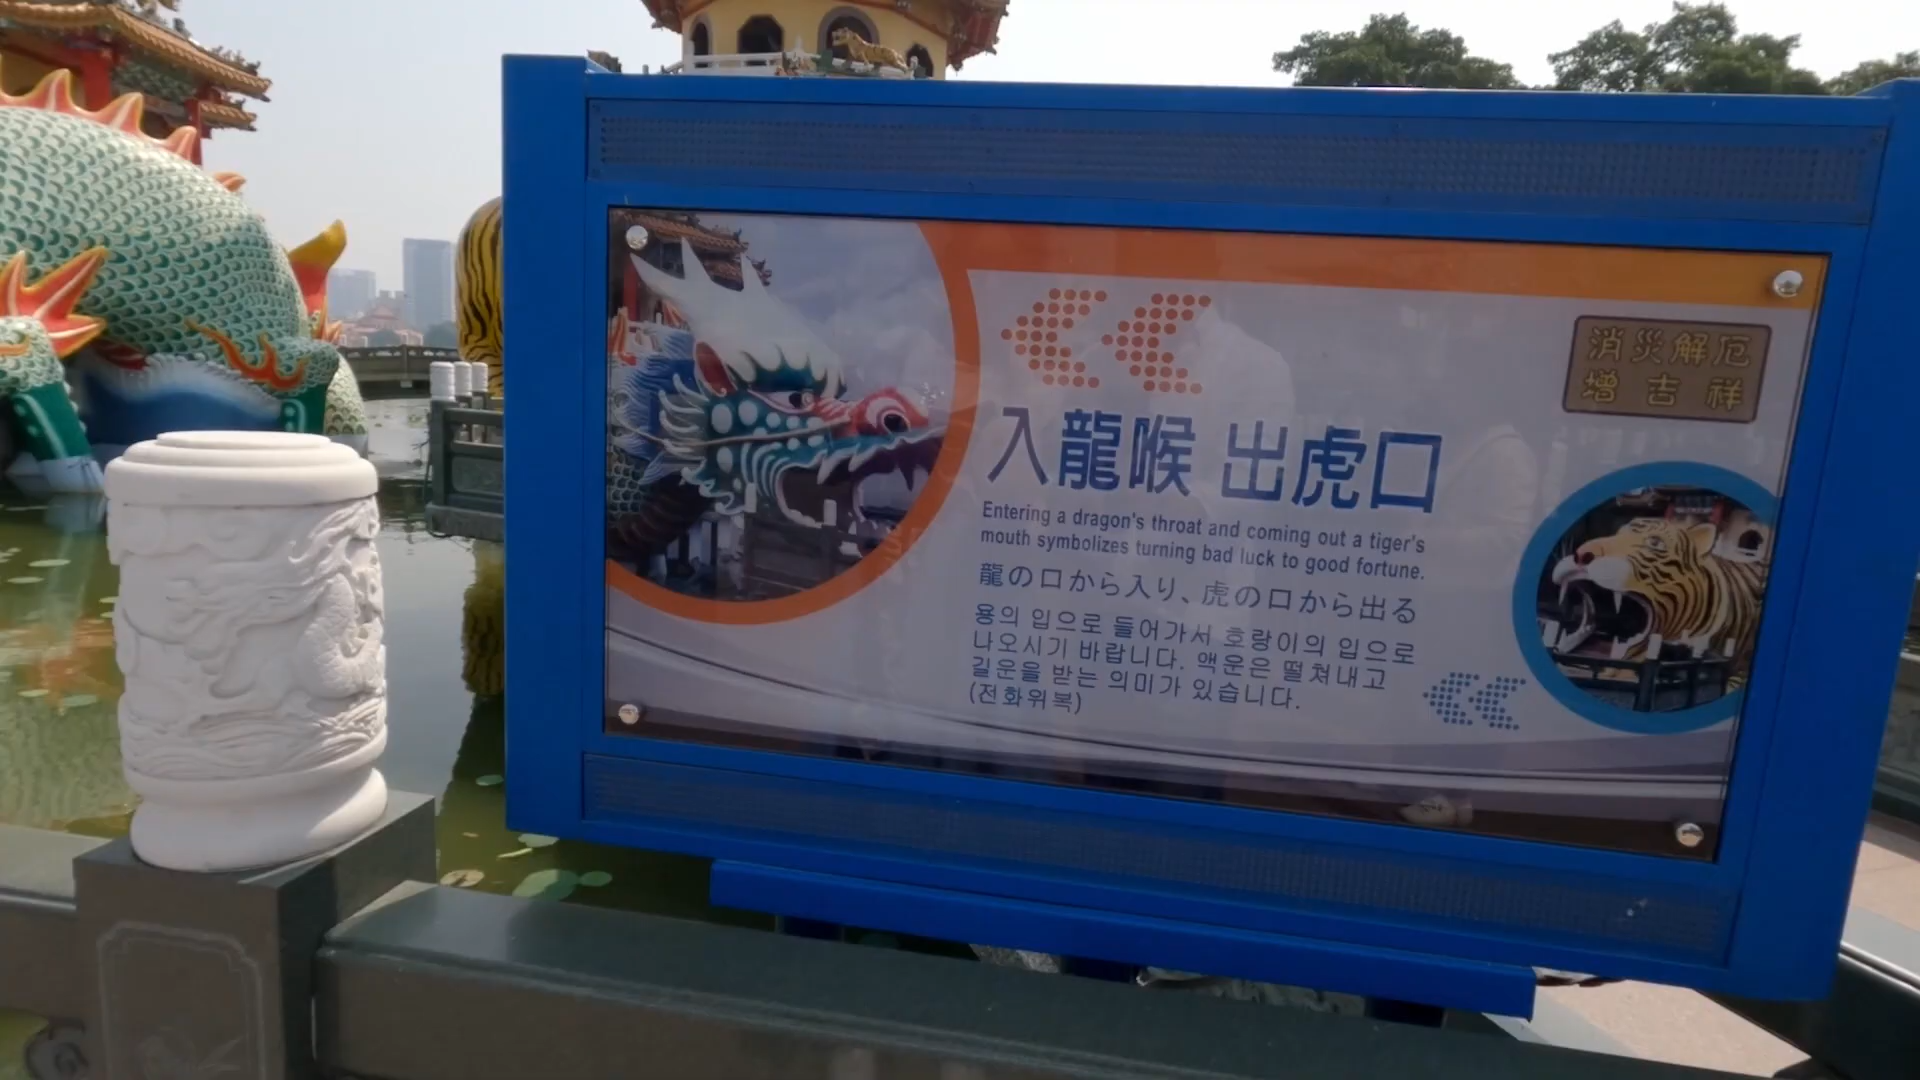 消災解厄
增吉祥
入龍喉 出虎口
Entering a dragon's throat and coming out a tiger's
mouth symbolizes turning bad luck to good fortune.
龍の口から入り、虎の口から出る
용의 입으로 들어가서 호랑이의 입으로
나오시기 바랍니다. 액운은 떨쳐내고
길운을 받는 의미가 있습니다.
(전화위복)